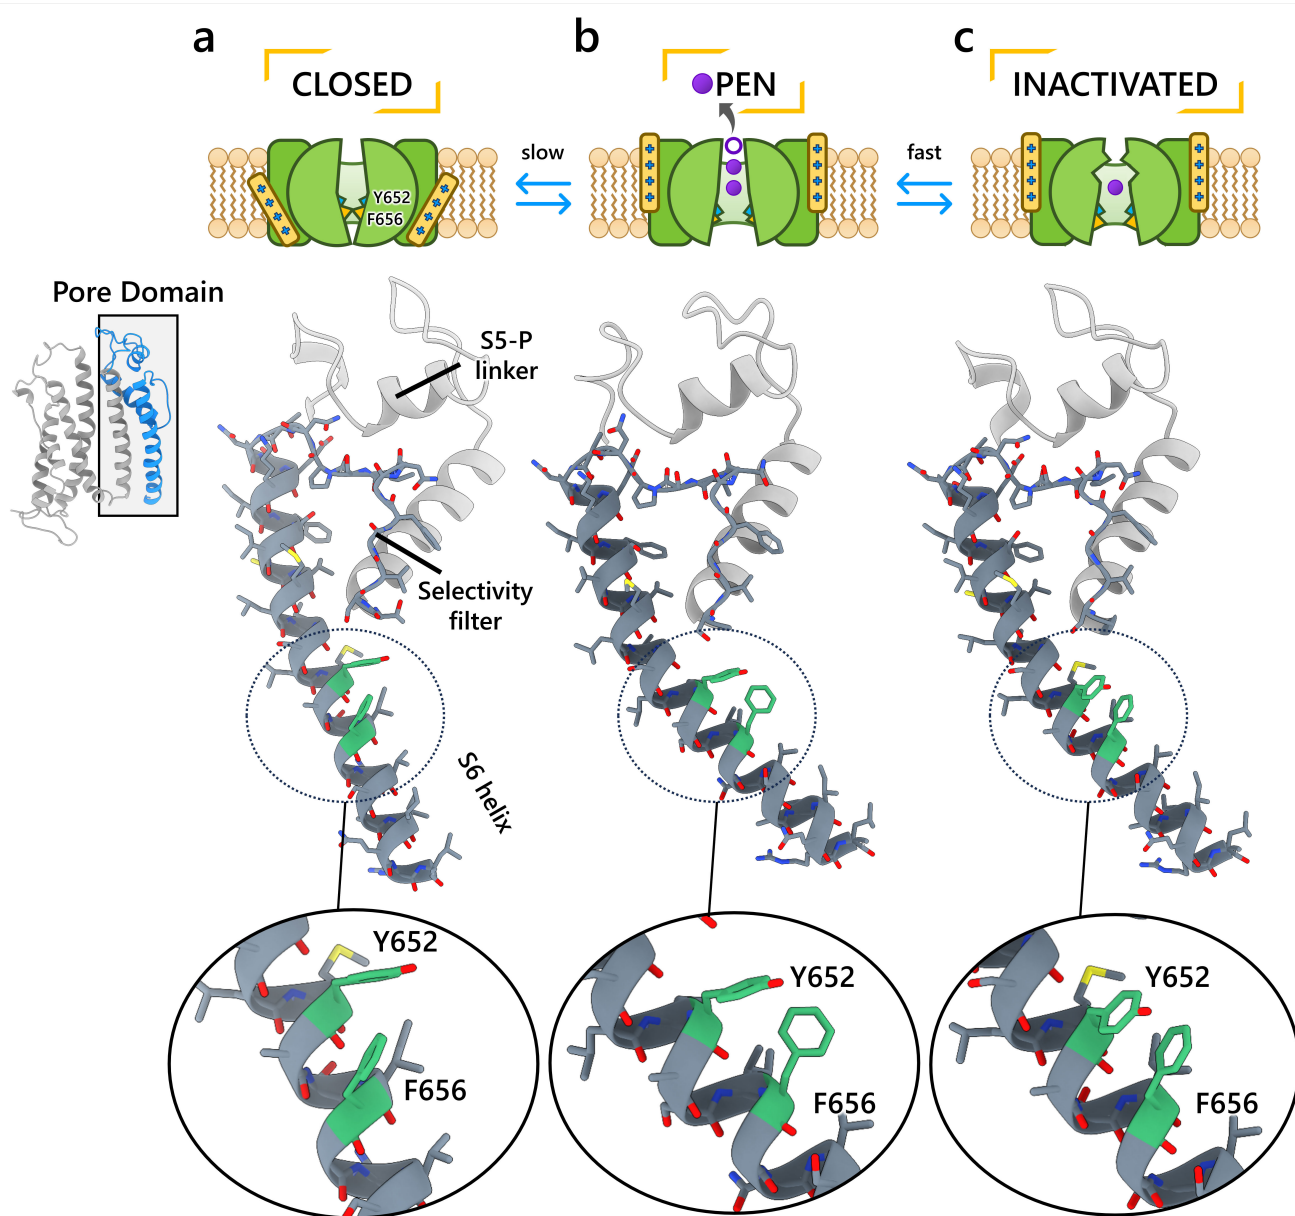 a
CLOSED
b
PEN
c
INACTIVATED
slow
fast
Y652
F656
Pore Domain
S5-P
linker
Selectivity
filter
S6 helix
Y652
F656
Y652
F656
Y652
F656